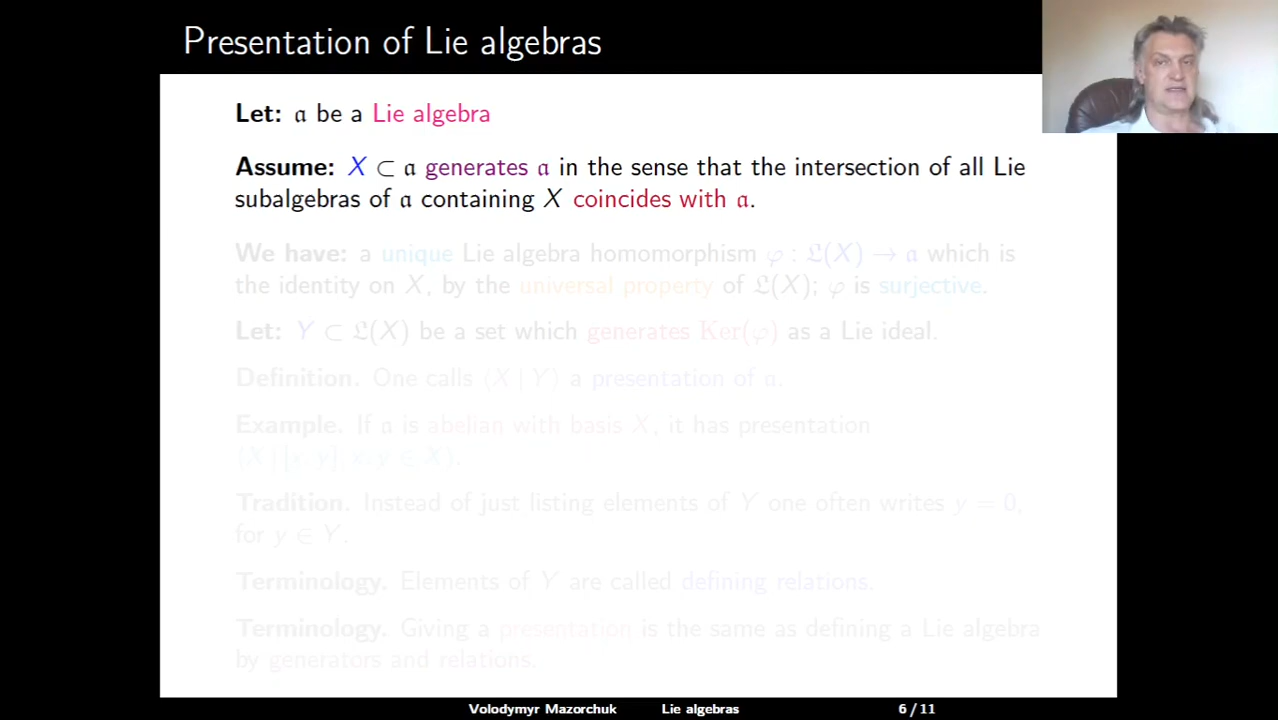 Presentation of Lie algebras
Let: 𝔞 be a Lie algebra
Assume: X ⊂ 𝔞 generates 𝔞 in the sense that the intersection of all Lie
subalgebras of 𝔞 containing X coincides with 𝔞.
We have: a unique Lie algebra homomorphism φ : 𝔏(X) → 𝔞 which is
the identity on X, by the universal property of 𝔏(X); φ is surjective.
Let: Y ⊂ 𝔏(X) be a set which generates Ker(φ) as a Lie ideal.
Definition. One calls ⟨X | Y⟩ a presentation of 𝔞.
Example. If 𝔞 is abelian with basis X, it has presentation
⟨X | [x, y], x, y ∈ X⟩.
Tradition. Instead of just listing elements of Y one often writes y = 0,
for y ∈ Y.
Terminology. Elements of Y are called defining relations.
Terminology. Giving a presentation is the same as defining a Lie algebra
by generators and relations.
Volodymyr Mazorchuk Lie algebras 6 / 11